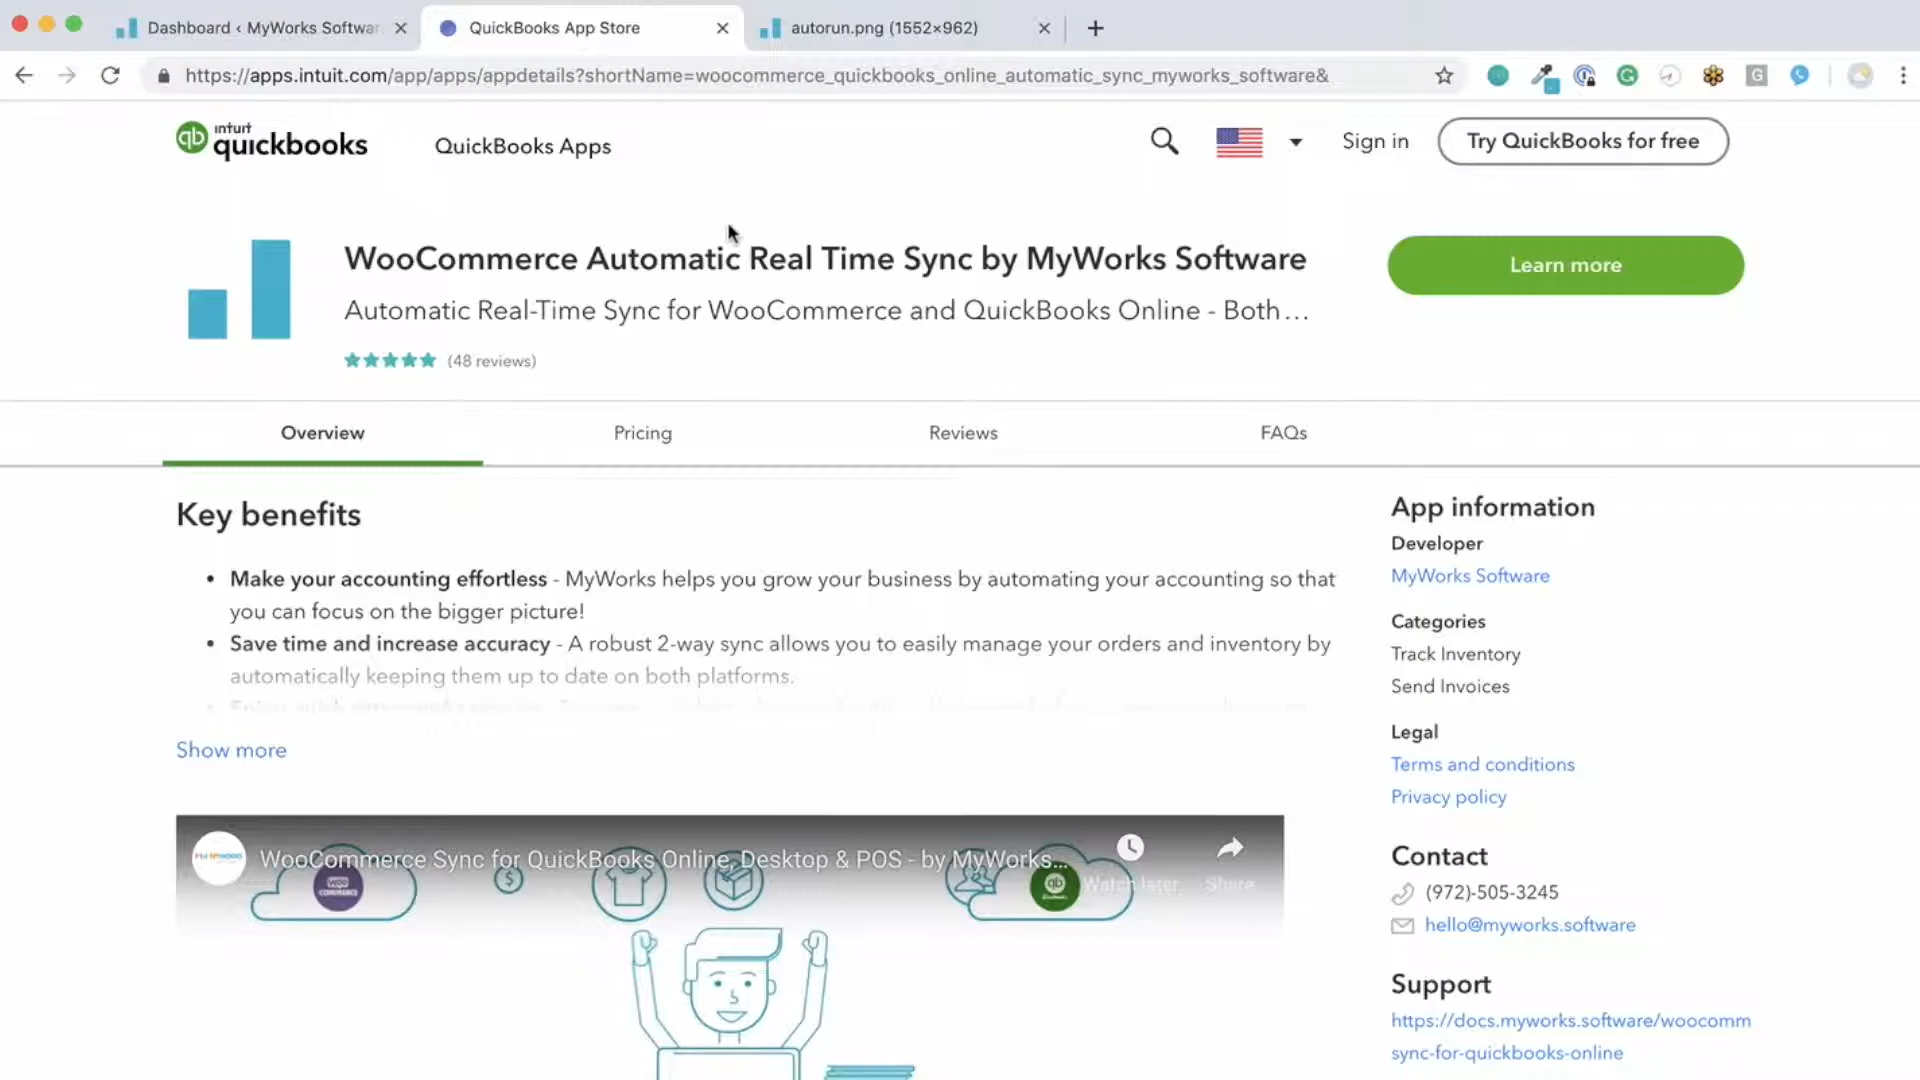 Dashboard ‹ MyWorks Softwar
QuickBooks App Store
autorun.png (1552×962)
https://apps.intuit.com/app/apps/appdetails?shortName=woocommerce_quickbooks_online_automatic_sync_myworks_software&
intuit
quickbooks
QuickBooks Apps
Sign in
Try QuickBooks for free
WooCommerce Automatic Real Time Sync by MyWorks Software
Learn more
Automatic Real-Time Sync for WooCommerce and QuickBooks Online - Both…
(48 reviews)
Overview
Pricing
Reviews
FAQs
Key benefits
• Make your accounting effortless - MyWorks helps you grow your business by automating your accounting so that
you can focus on the bigger picture!
• Save time and increase accuracy - A robust 2-way sync allows you to easily manage your orders and inventory by
automatically keeping them up to date on both platforms.
Show more
WooCommerce Sync for QuickBooks Online, Desktop & POS - by MyWorks...
Watch later
Share
WOO
COMMERCE
qb
App information
Developer
MyWorks Software
Categories
Track Inventory
Send Invoices
Legal
Terms and conditions
Privacy policy
Contact
(972)-505-3245
hello@myworks.software
Support
https://docs.myworks.software/woocomm
sync-for-quickbooks-online